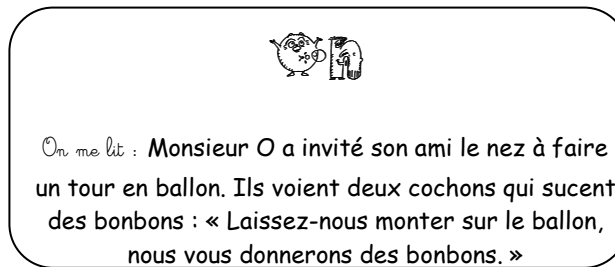 On me lit : Monsieur O a invité son ami le nez à faire
un tour en ballon. Ils voient deux cochons qui sucent
des bonbons : « Laissez-nous monter sur le ballon,
nous vous donnerons des bonbons. »